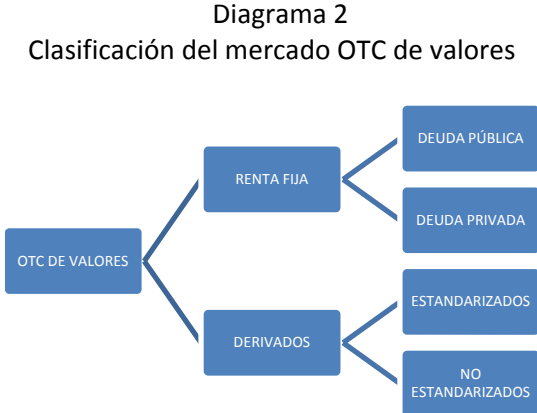 Diagrama 2
Clasificación del mercado OTC de valores
OTC DE VALORES
RENTA FIJA
DEUDA PÚBLICA
DEUDA PRIVADA
DERIVADOS
ESTANDARIZADOS
NO
ESTANDARIZADOS